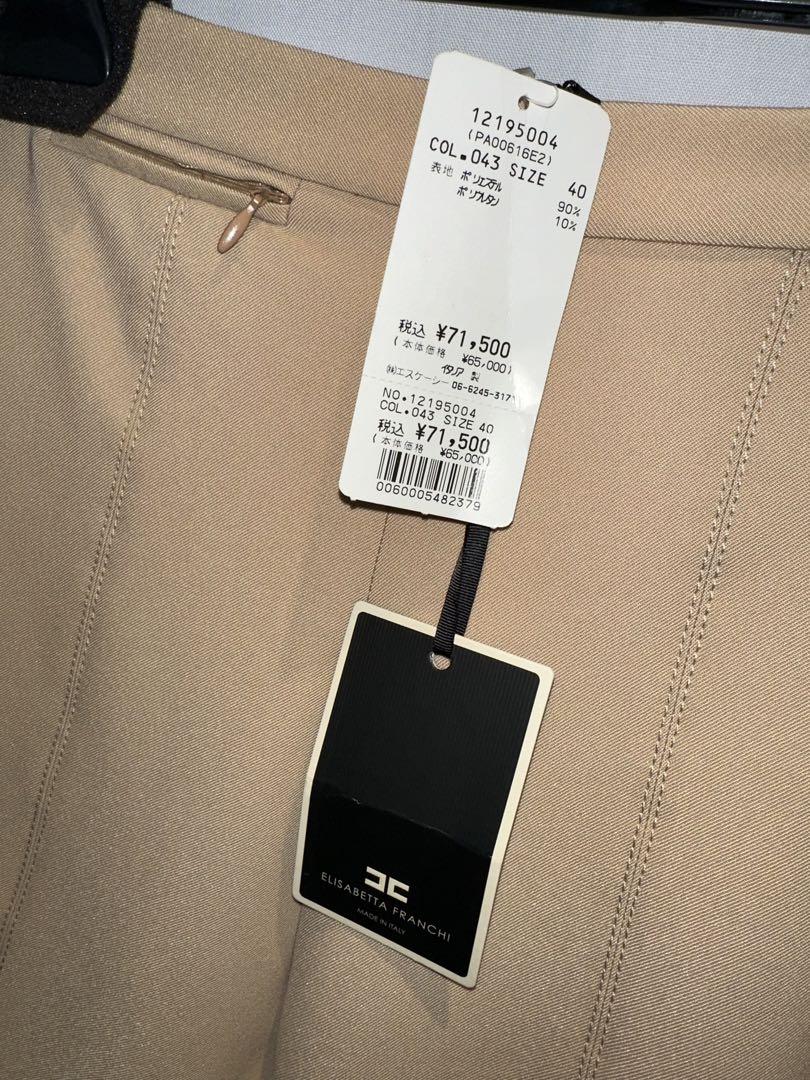 12195004
(PA00616E2)
COL.043 SIZE 40
表地 ポリエステル 90%
ポリウレタン 10%
税込 ¥71,500
(本体価格 ¥65,000)
イタリア 製
㈱エスケーシー 06-6245-317
NO.12195004
COL.043 SIZE 40
税込 ¥71,500
(本体価格 ¥65,000)
0060005482379
ELISABETTA FRANCHI
MADE IN ITALY